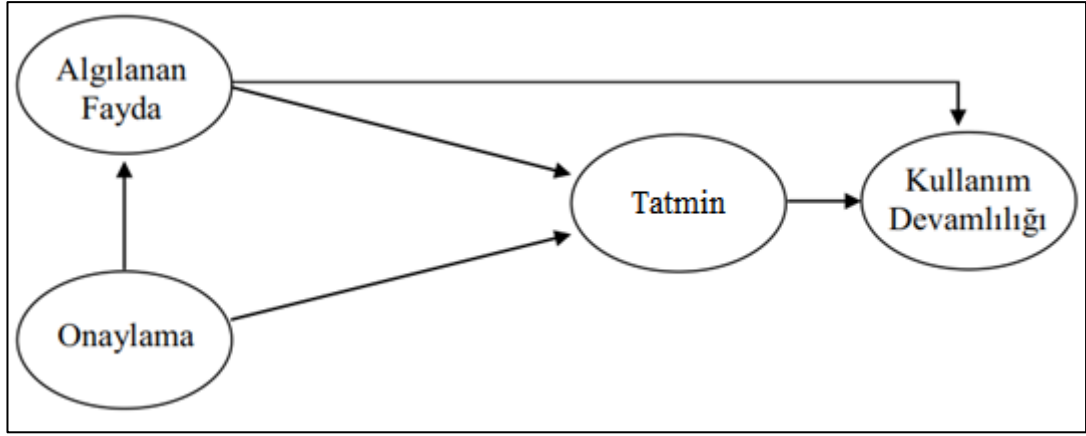 Algılanan
Fayda
Tatmin
Kullanım
Devamlılığı
Onaylama